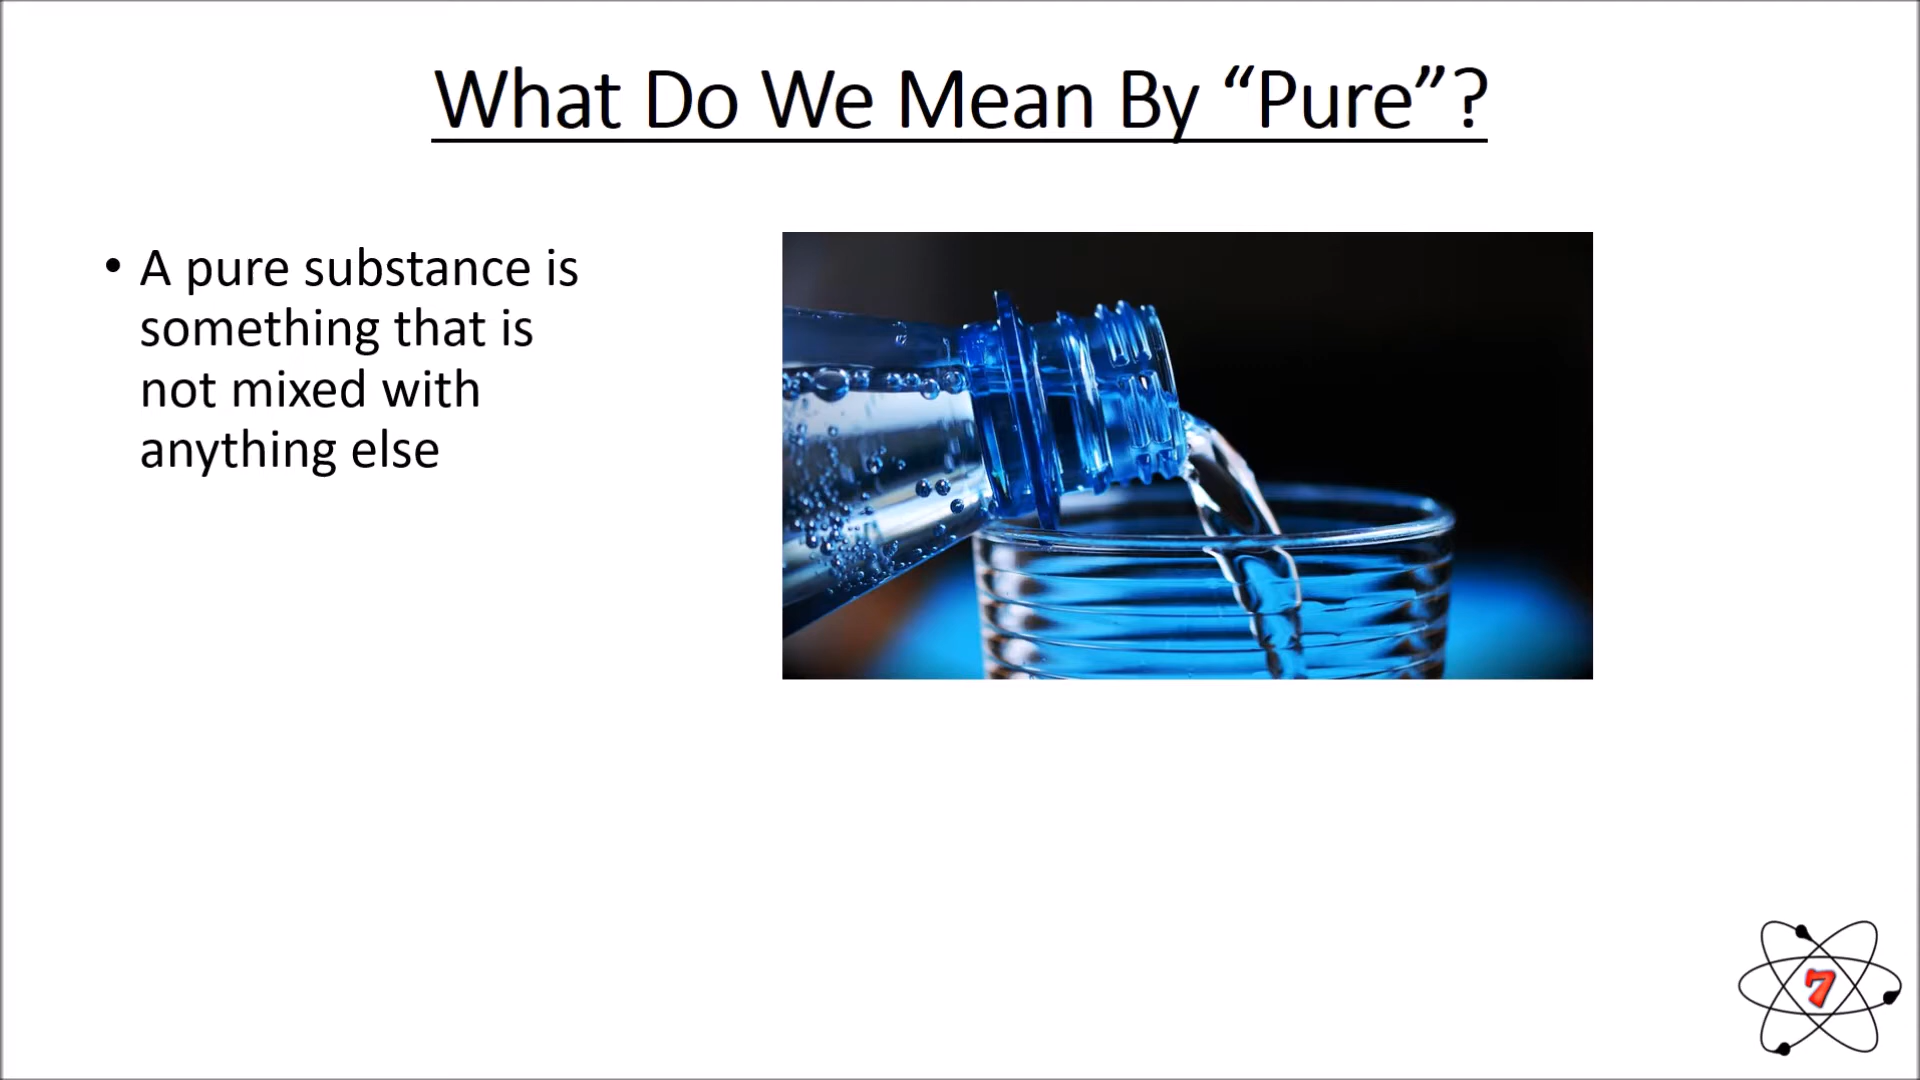 What Do We Mean By “Pure”?
• A pure substance is
something that is
not mixed with
anything else
7